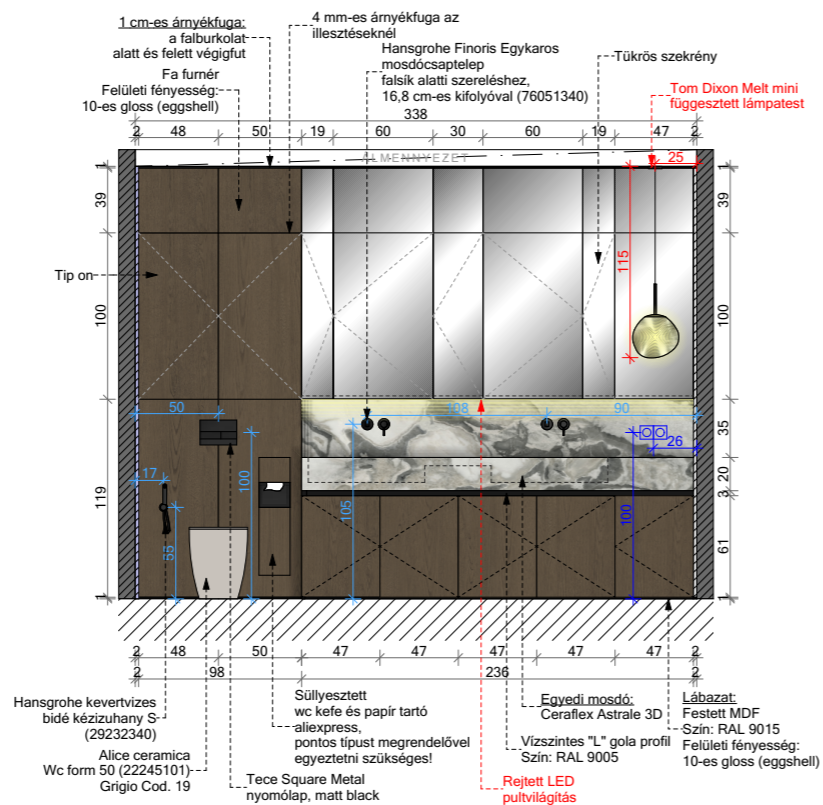 1 cm-es árnyékfuga:
a falburkolat
alatt és felett végigfut
4 mm-es árnyékfuga az
illesztéseknél
Fa furnér
Felületi fényesség:
10-es gloss (eggshell)
Hansgrohe Finoris Egykaros
mosdócsaptelep
falsík alatti szereléshez,
16,8 cm-es kifolyóval (76051340)
Tükrös szekrény
Tom Dixon Melt mini
függesztett lámpatest
338
2 48 50 19 60 30 60 19 47 2
ÁLMENNYEZET
25
1
39
100
119
1
115
Tip on
1
39
100
35
20
3
61
1
50
108
90
26
17
100
55
105
100
2 48 50 47 47 47 47 47 2
2 98 236 2
Hansgrohe kevertvizes
bidé kézizuhany S
(29232340)
Alice ceramica
Wc form 50 (22245101)
Grigio Cod. 19
Tece Square Metal
nyomólap, matt black
Süllyesztett
wc kefe és papír tartó
aliexpress,
pontos típust megrendelővel
egyeztetni szükséges!
Rejtett LED
pultvilágítás
Egyedi mosdó:
Ceraflex Astrale 3D
Vízszintes "L" gola profil
Szín: RAL 9005
Lábazat:
Festett MDF
Szín: RAL 9015
Felületi fényesség:
10-es gloss (eggshell)